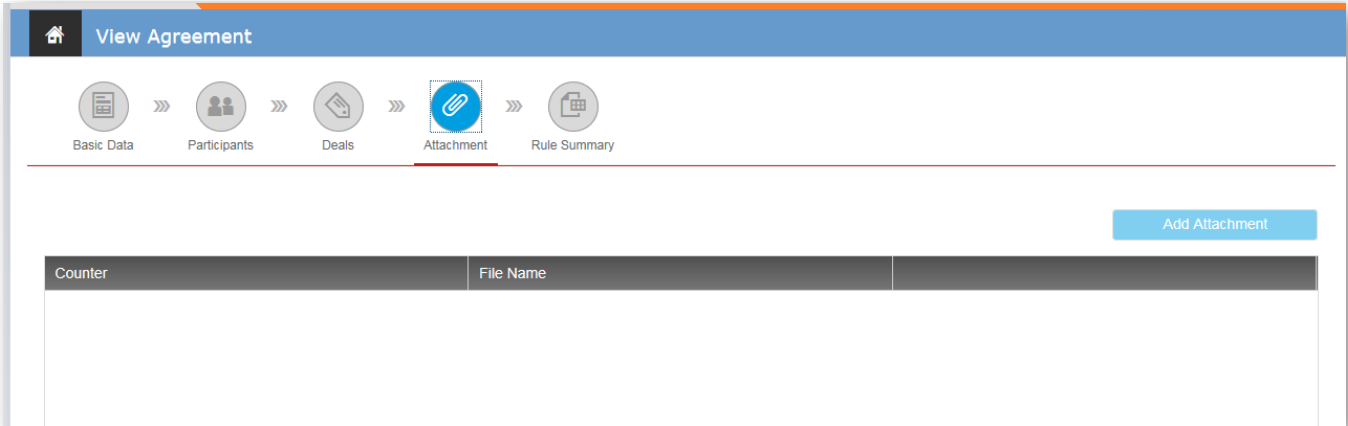 View Agreement
Basic Data
Participants
Deals
Attachment
Rule Summary
Add Attachment
Counter
File Name